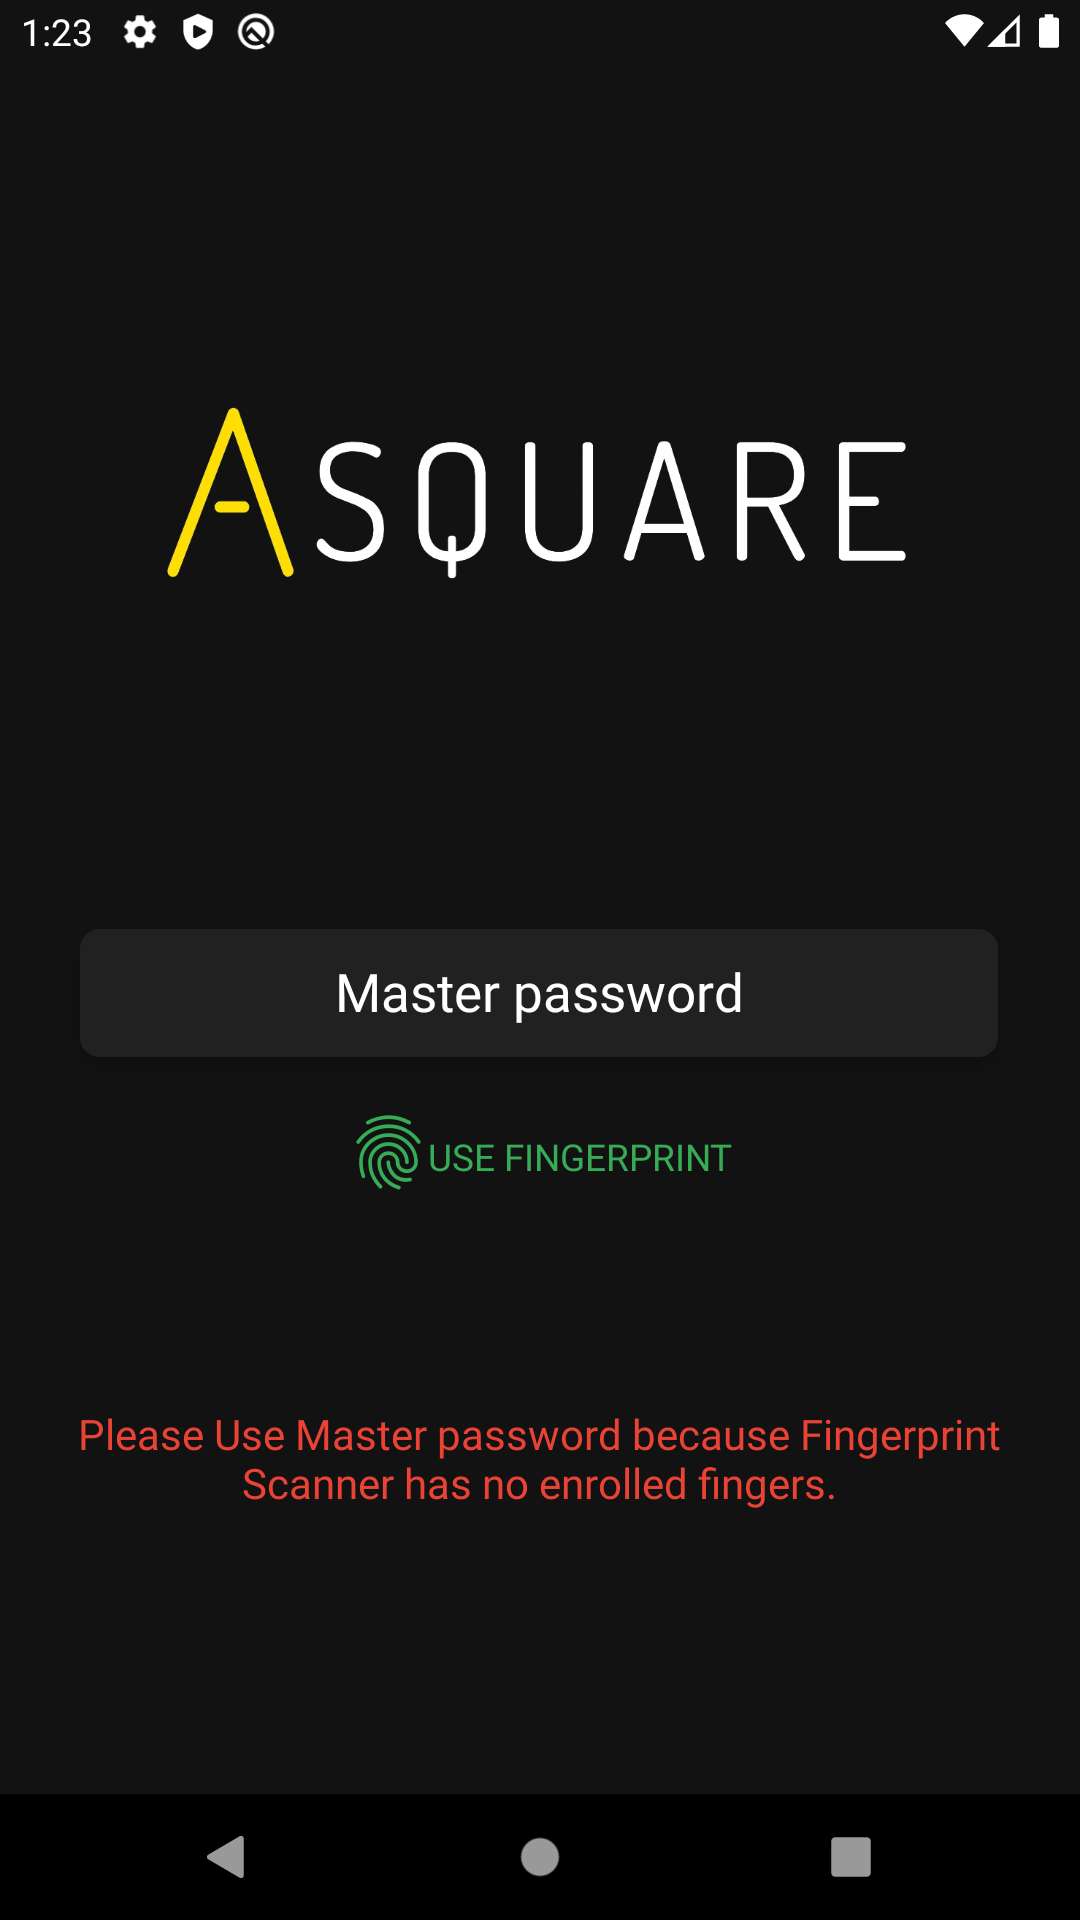 1:23
ASQUARE
Master password
USE FINGERPRINT
Please Use Master password because Fingerprint
Scanner has no enrolled fingers.